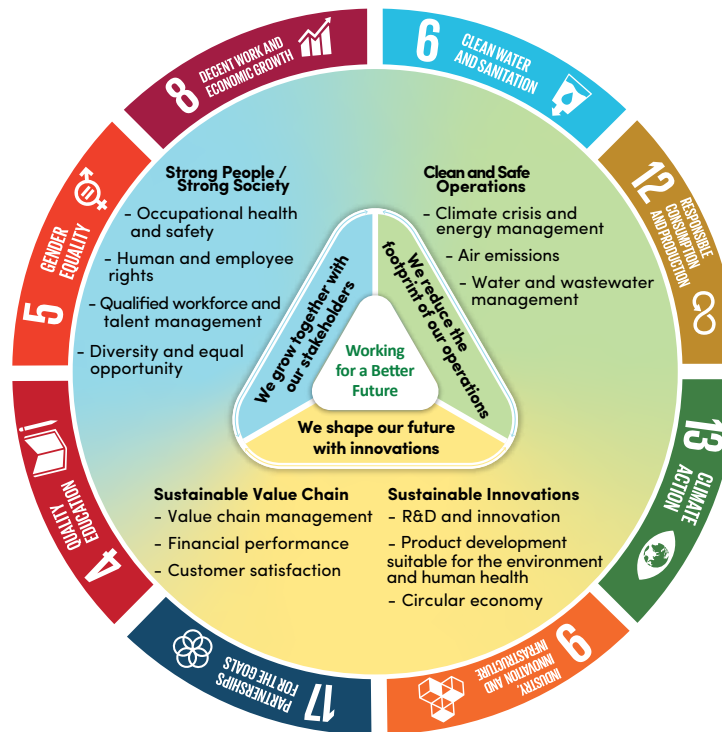 8
DECENT WORK AND
ECONOMIC GROWTH
6
CLEAN WATER
AND SANITATION
12
RESPONSIBLE
CONSUMPTION
AND PRODUCTION
13
CLIMATE
ACTION
9
INDUSTRY,
INNOVATION AND
INFRASTRUCTURE
17
PARTNERSHIPS
FOR THE GOALS
4
QUALITY
EDUCATION
5
GENDER
EQUALITY
Strong People /
Strong Society
- Occupational health
and safety
- Human and employee
rights
- Qualified workforce and
talent management
- Diversity and equal
opportunity
Clean and Safe
Operations
- Climate crisis and
energy management
- Air emissions
- Water and wastewater
management
We grow together with
our stakeholders
We reduce the
footprint of our operations
Working
for a Better
Future
We shape our future
with innovations
Sustainable Value Chain
- Value chain management
- Financial performance
- Customer satisfaction
Sustainable Innovations
- R&D and innovation
- Product development
suitable for the environment
and human health
- Circular economy